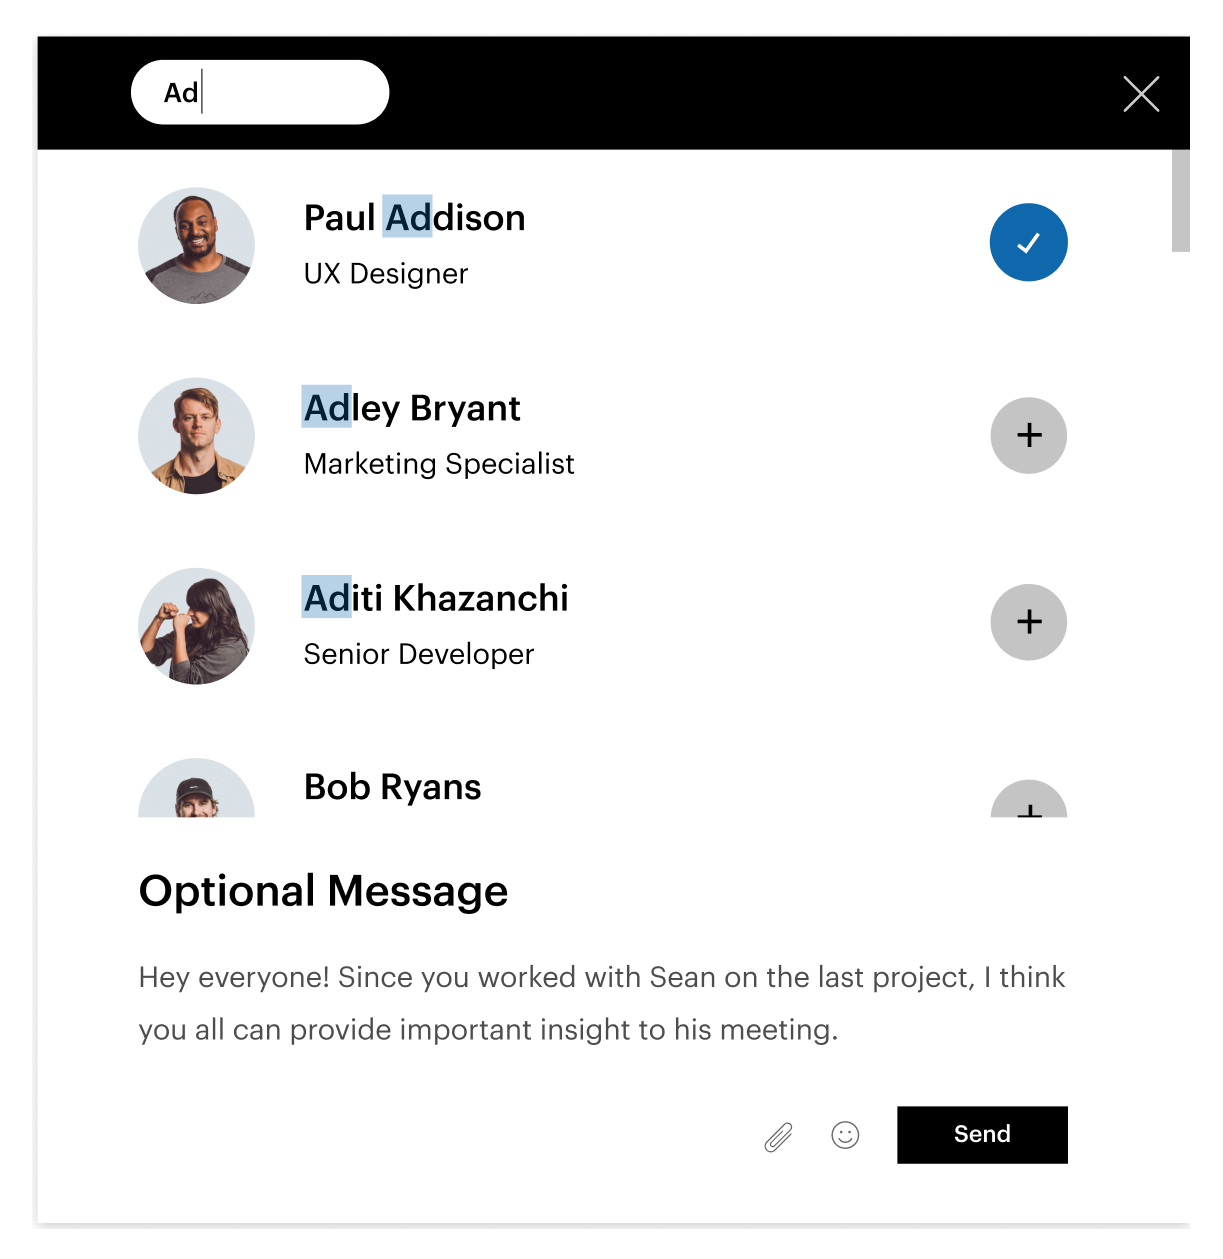 Ad
Paul Addison
UX Designer
Adley Bryant
Marketing Specialist
Aditi Khazanchi
Senior Developer
Bob Ryans
Optional Message
Hey everyone! Since you worked with Sean on the last project, I think
you all can provide important insight to his meeting.
Send